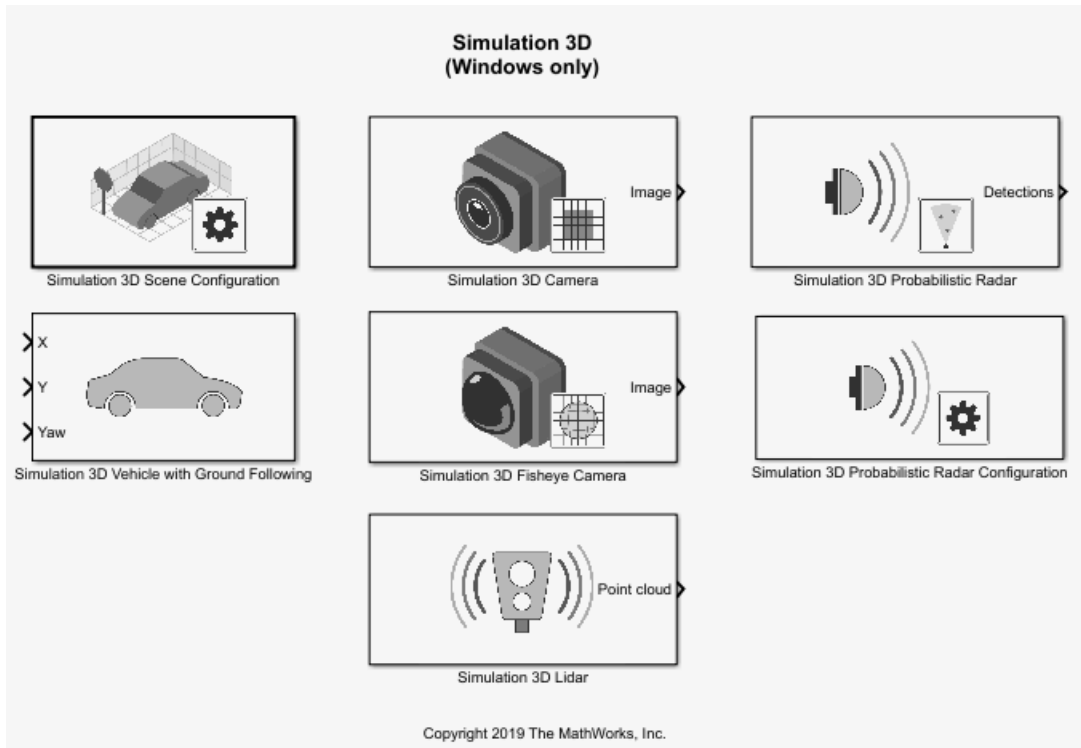 Simulation 3D
(Windows only)
Simulation 3D Scene Configuration
Image
Simulation 3D Camera
Detections
Simulation 3D Probabilistic Radar
X
Y
Yaw
Simulation 3D Vehicle with Ground Following
Image
Simulation 3D Fisheye Camera
Simulation 3D Probabilistic Radar Configuration
Point cloud
Simulation 3D Lidar
Copyright 2019 The MathWorks, Inc.